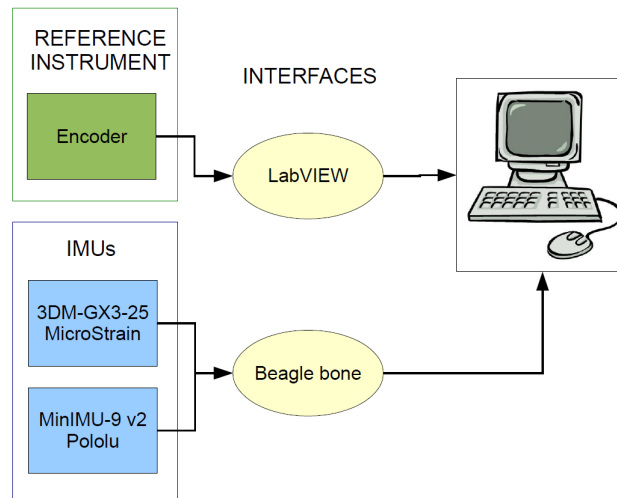 REFERENCE
INSTRUMENT
Encoder
INTERFACES
LabVIEW
IMUs
3DM-GX3-25
MicroStrain
MinIMU-9 v2
Pololu
Beagle bone